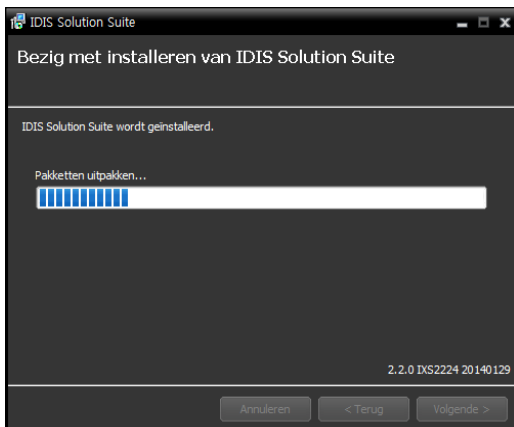 IDIS Solution Suite
Bezig met installeren van IDIS Solution Suite
IDIS Solution Suite wordt geïnstalleerd.
Pakketten uitpakken...
2.2.0 IXS2224 20140129
Annuleren
< Terug
Volgende >